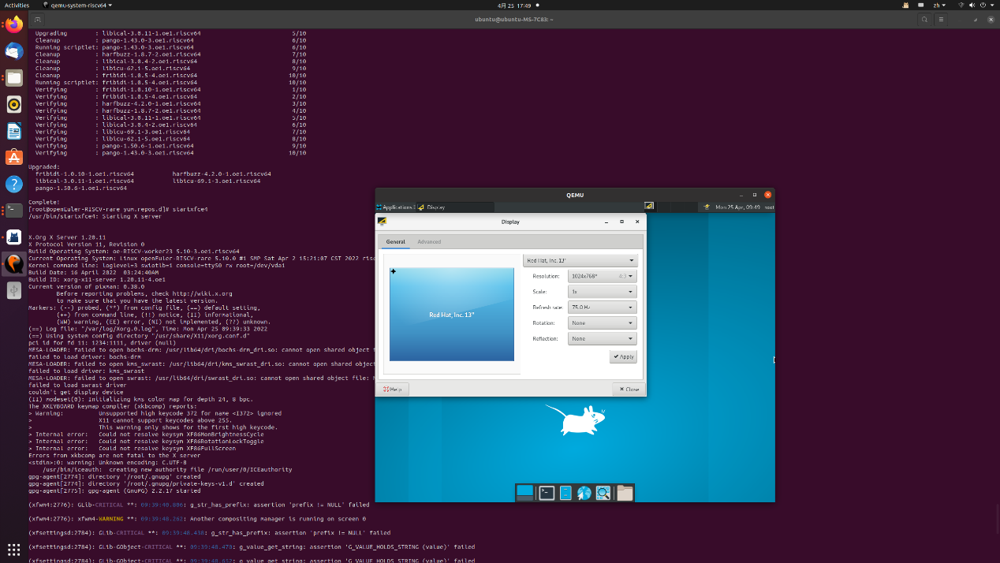 Activities
qemu-system-riscv64
4月 25 17:49
zh
ubuntu@ubuntu-MS-7C83: ~
Upgrading : libical-3.0.11-1.oe1.riscv64 5/10
Cleanup : pango-1.43.0-3.oe1.riscv64 6/10
Running scriptlet: pango-1.43.0-3.oe1.riscv64 6/10
Cleanup : harfbuzz-1.8.7-2.oe1.riscv64 7/10
Cleanup : libical-3.0.4-2.oe1.riscv64 8/10
Cleanup : libicu-62.1-5.oe1.riscv64 9/10
Cleanup : fribidi-1.0.5-4.oe1.riscv64 10/10
Running scriptlet: fribidi-1.0.5-4.oe1.riscv64 10/10
Verifying : fribidi-1.0.10-1.oe1.riscv64 1/10
Verifying : fribidi-1.0.5-4.oe1.riscv64 2/10
Verifying : harfbuzz-4.2.0-1.oe1.riscv64 3/10
Verifying : harfbuzz-1.8.7-2.oe1.riscv64 4/10
Verifying : libical-3.0.11-1.oe1.riscv64 5/10
Verifying : libical-3.0.4-2.oe1.riscv64 6/10
Verifying : libicu-69.1-3.oe1.riscv64 7/10
Verifying : libicu-62.1-5.oe1.riscv64 8/10
Verifying : pango-1.50.6-1.oe1.riscv64 9/10
Verifying : pango-1.43.0-3.oe1.riscv64 10/10
Upgraded:
fribidi-1.0.10-1.oe1.riscv64 harfbuzz-4.2.0-1.oe1.riscv64
libical-3.0.11-1.oe1.riscv64 libicu-69.1-3.oe1.riscv64
pango-1.50.6-1.oe1.riscv64
Complete!
[root@openEuler-RISCV-rare yum.repos.d]# startxfce4
/usr/bin/startxfce4: Starting X server
X.Org X Server 1.20.11
X Protocol Version 11, Revision 0
Build Operating System: oe-RISCV-worker23 5.10-3.oe1.riscv64
Current Operating System: Linux openEuler-RISCV-rare 5.10.0 #1 SMP Sat Apr 2 15:21:07 CST 2022 risc
Kernel command line: loglevel=3 swiotlb=1 console=ttyS0 rw root=/dev/vda1
Build Date: 16 April 2022 03:24:40AM
Build ID: xorg-x11-server 1.20.11-4.oe1
Current version of pixman: 0.38.0
Before reporting problems, check http://wiki.x.org
to make sure that you have the latest version.
Markers: (--) probed, (**) from config file, (==) default setting,
(++) from command line, (!!) notice, (II) informational,
(WW) warning, (EE) error, (NI) not implemented, (??) unknown.
(==) Log file: "/var/log/Xorg.0.log", Time: Mon Apr 25 09:39:33 2022
(==) Using system config directory "/usr/share/X11/xorg.conf.d"
pci id for fd 11: 1234:1111, driver (null)
MESA-LOADER: failed to open bochs-drm: /usr/lib64/dri/bochs-drm_dri.so: cannot open shared object f
failed to load driver: bochs-drm
MESA-LOADER: failed to open kms_swrast: /usr/lib64/dri/kms_swrast_dri.so: cannot open shared object
failed to load driver: kms_swrast
MESA-LOADER: failed to open swrast: /usr/lib64/dri/swrast_dri.so: cannot open shared object file: N
failed to load swrast driver
couldn't get display device
(II) modeset(0): Initializing kms color map for depth 24, 8 bpc.
The XKEYBOARD keymap compiler (xkbcomp) reports:
> Warning: Unsupported high keycode 372 for name <I372> ignored
> X11 cannot support keycodes above 255.
> This warning only shows for the first high keycode.
> Internal error: Could not resolve keysym XF86MonBrightnessCycle
> Internal error: Could not resolve keysym XF86RotationLockToggle
> Internal error: Could not resolve keysym XF86FullScreen
Errors from xkbcomp are not fatal to the X server
<stdin>:0: warning: Unknown encoding: C.UTF-8
/usr/bin/iceauth: creating new authority file /run/user/0/ICEauthority
gpg-agent[2774]: directory '/root/.gnupg' created
gpg-agent[2774]: directory '/root/.gnupg/private-keys-v1.d' created
gpg-agent[2775]: gpg-agent (GnuPG) 2.2.17 started
(xfwm4:2776): GLib-CRITICAL **: 09:39:40.806: g_str_has_prefix: assertion 'prefix != NULL' failed
(xfwm4:2776): xfwm4-WARNING **: 09:39:48.262: Another compositing manager is running on screen 0
(xfsettingsd:2784): GLib-CRITICAL **: 09:39:48.438: g_str_has_prefix: assertion 'prefix != NULL' failed
(xfsettingsd:2784): GLib-GObject-CRITICAL **: 09:39:48.470: g_value_get_string: assertion 'G_VALUE_HOLDS_STRING (value)' failed
(xfsettingsd:2784): GLib-GObject-CRITICAL **: 09:39:48.652: g_value_get_string: assertion 'G_VALUE_HOLDS_STRING (value)' failed
QEMU
Applications
Display
Mon 25 Apr, 09:49
root
Display
General
Advanced
Red Hat, Inc. 13"
Red Hat, Inc. 13"
Resolution: 1024x768* 4:3
Scale: 1x
Refresh rate: 75.0 Hz
Rotation: None
Reflection: None
Apply
Help
Close